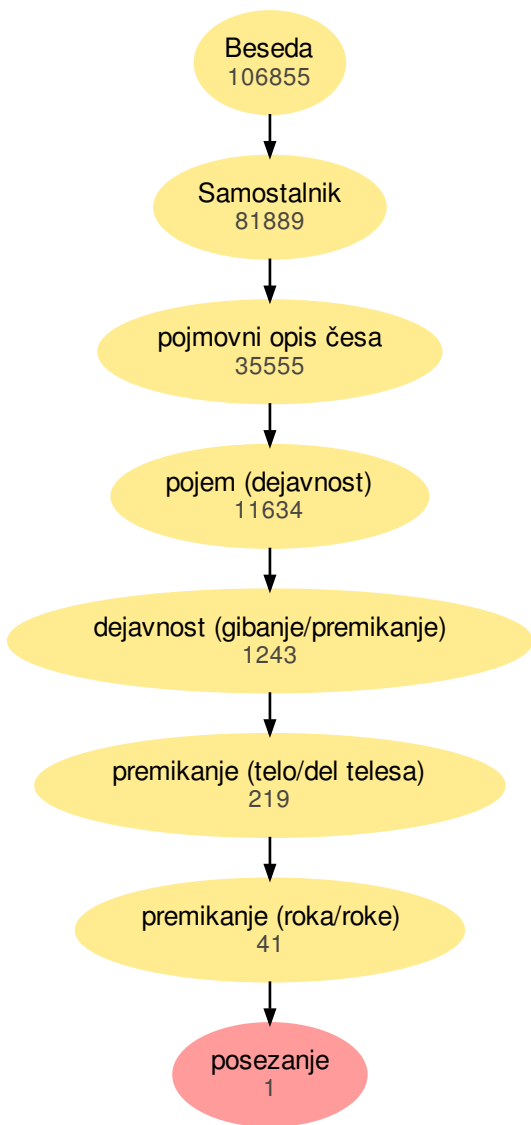 Beseda
106855
Samostalnik
81889
pojmovni opis česa
35555
pojem (dejavnost)
11634
dejavnost (gibanje/premikanje)
1243
premikanje (telo/del telesa)
219
premikanje (roka/roke)
41
posezanje
1